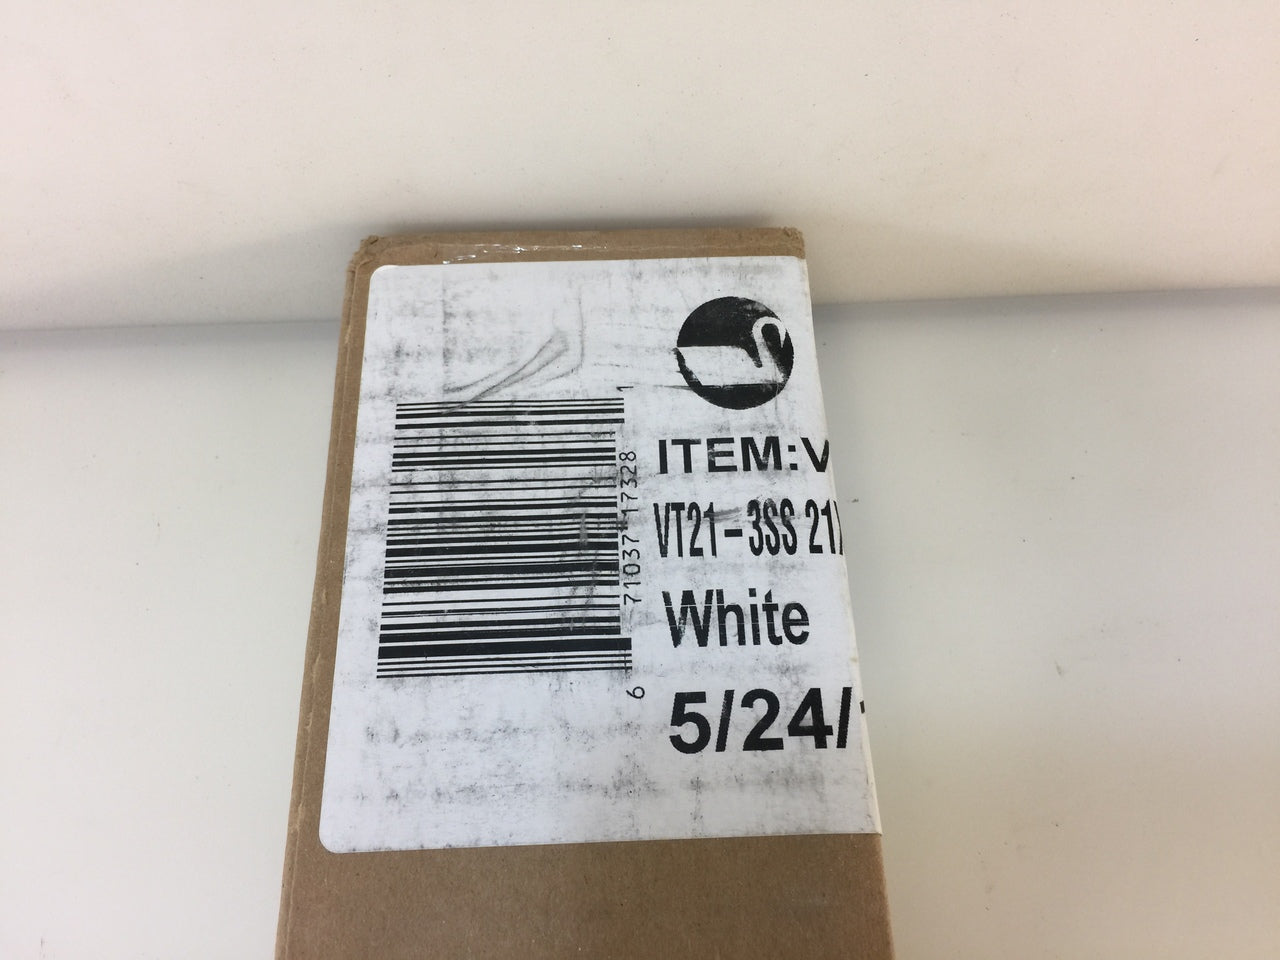 ITEM:V
VT21-3SS 21
White
5/24/
6 71037 17328 1